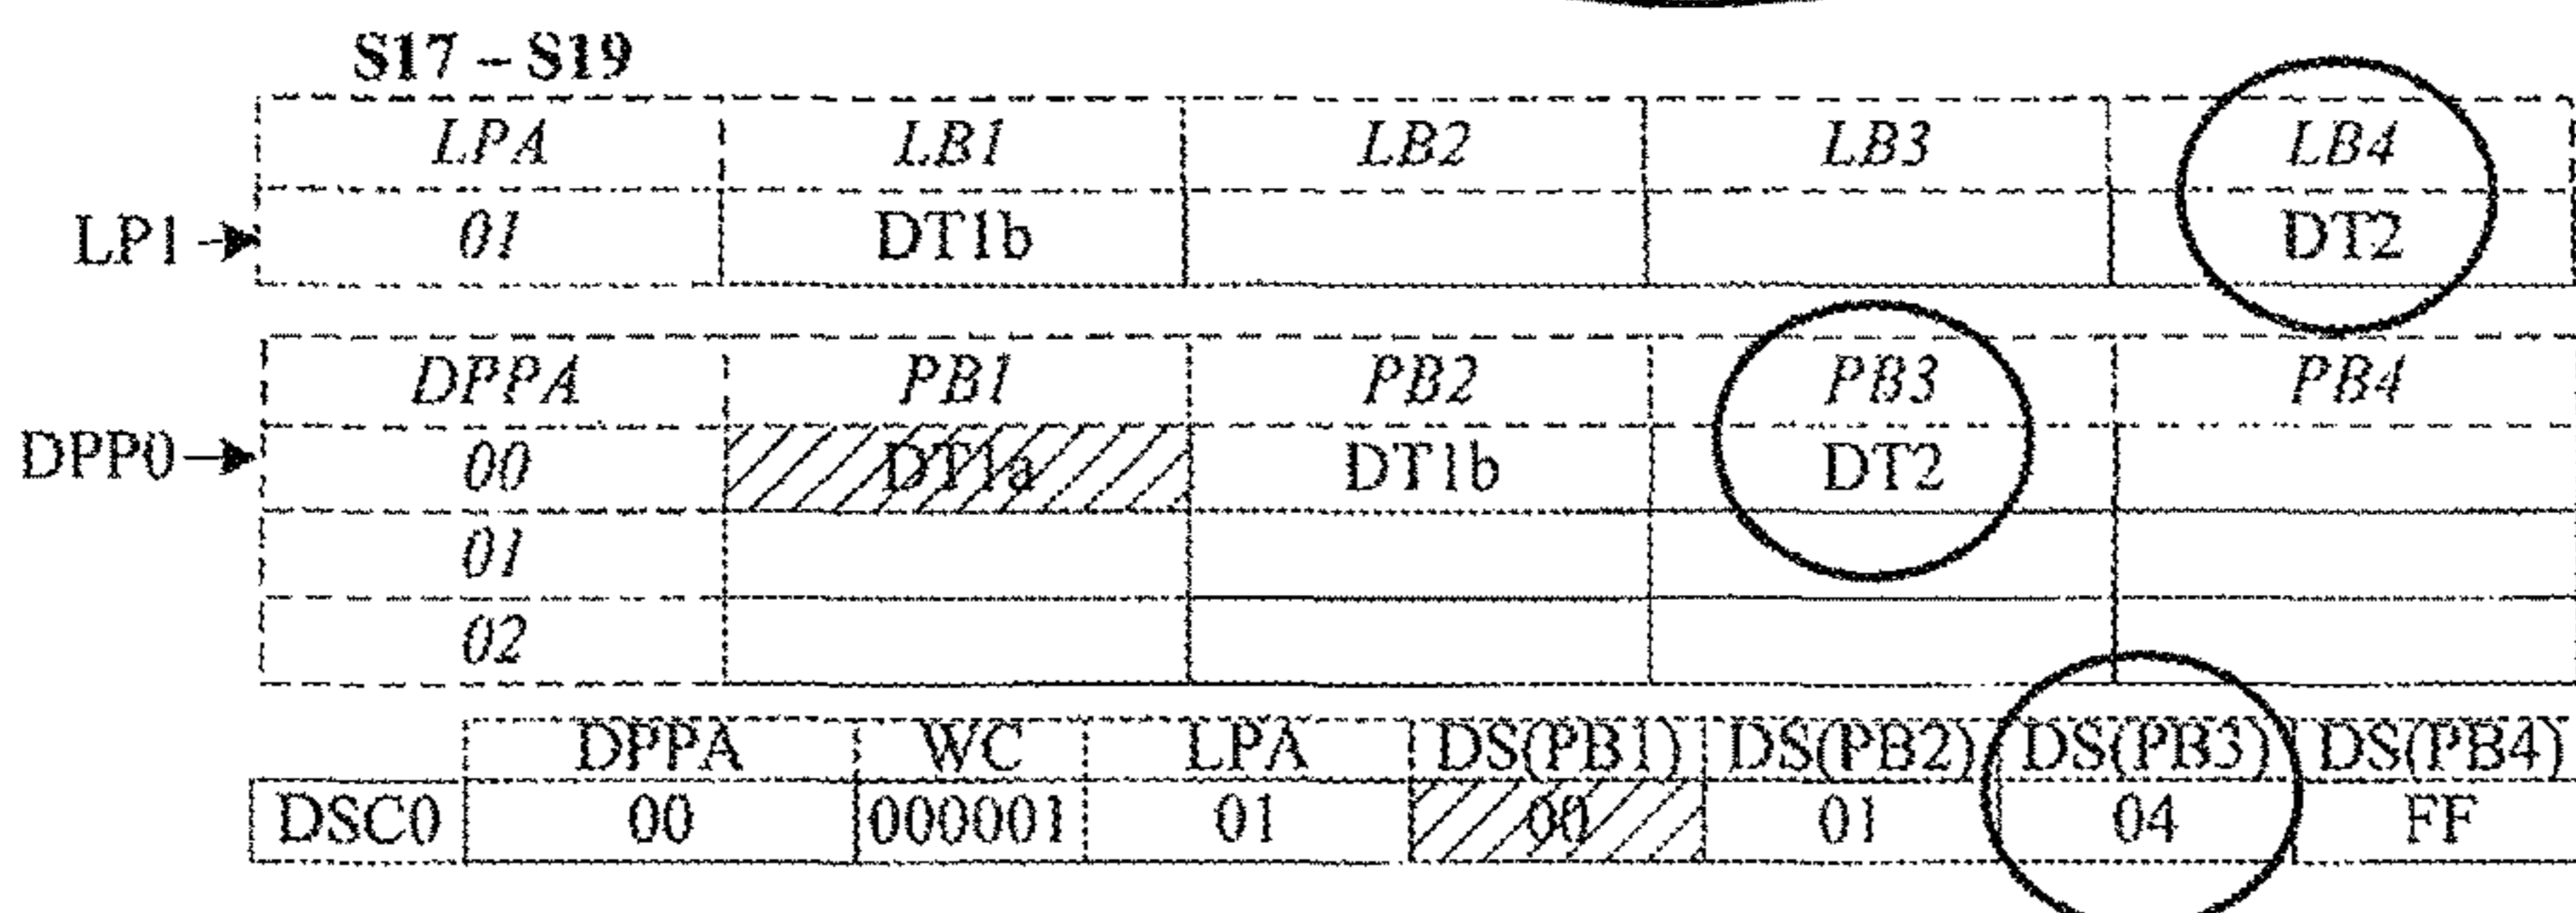 S17 – S19
LPA LB1 LB2 LB3 LB4
LP1 01 DT1b DT2
DPPA PB1 PB2 PB3 PB4
DPP0 00 DT1a DT1b DT2
01
02
DPPA WC LPA DS(PB1) DS(PB2) DS(PB3) DS(PB4)
DSC0 00 000001 01 00 01 04 FF